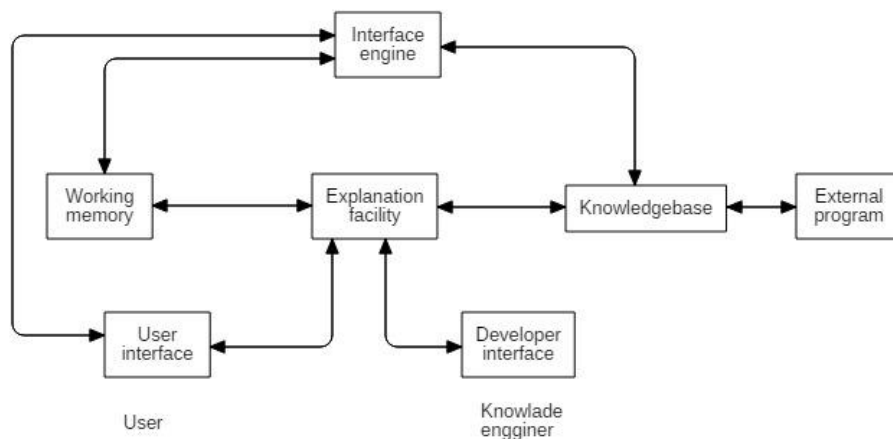 Interface
engine
Working
memory
Explanation
facility
Knowledgebase
External
program
User
interface
Developer
interface
User
Knowlade
engginer